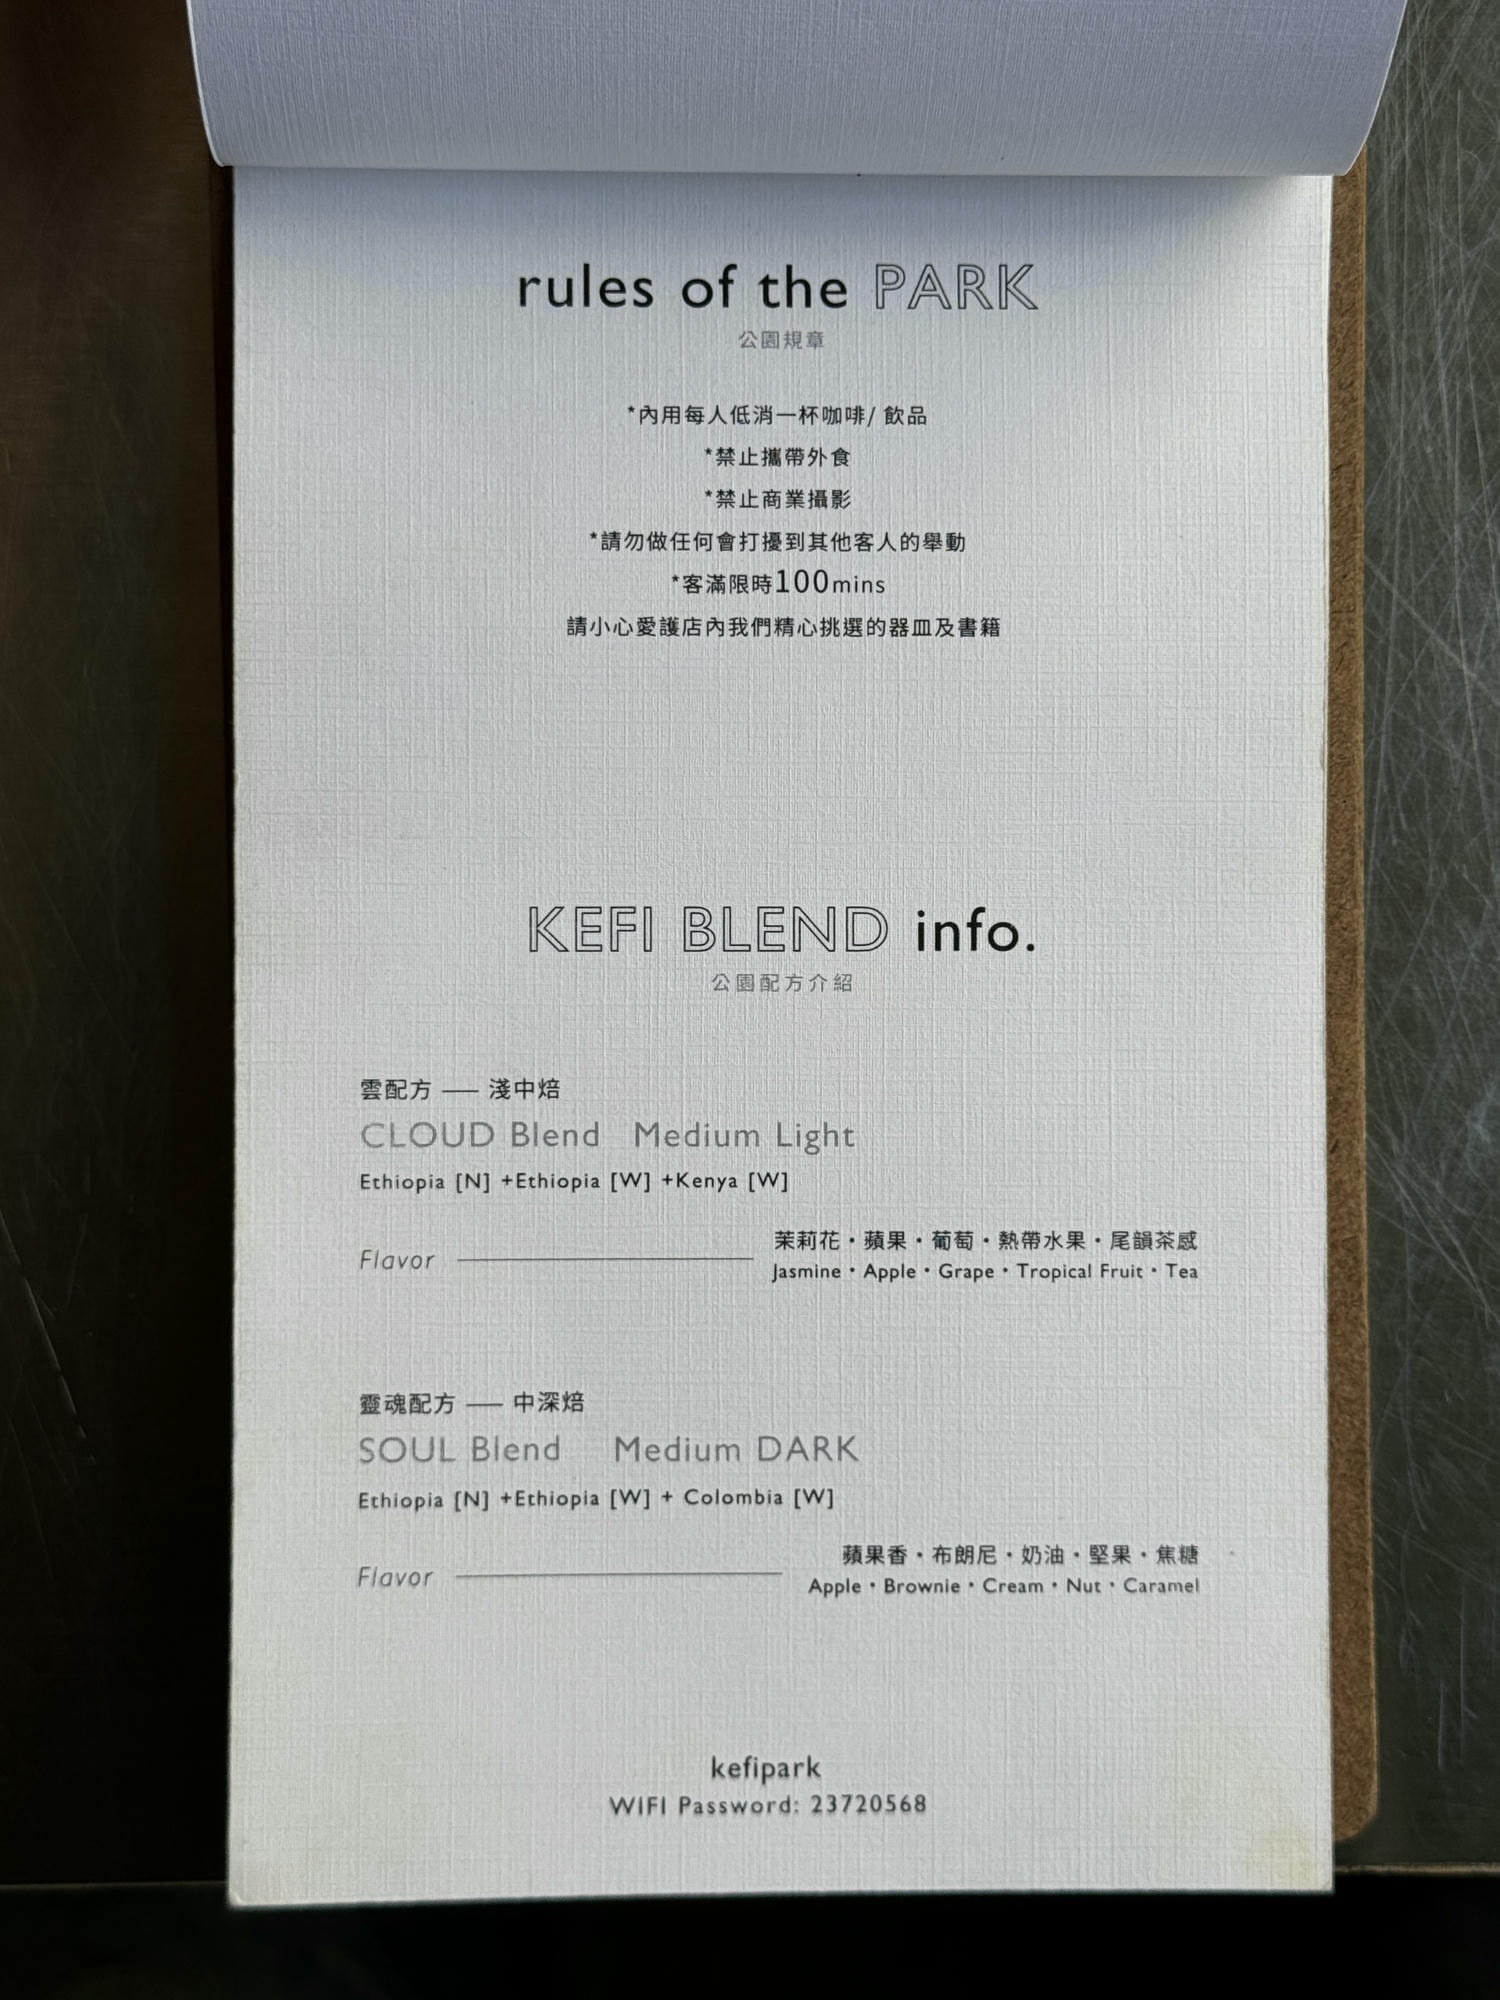 rules of the PARK
公園規章
*內用每人低消一杯咖啡/ 飲品
*禁止攜帶外食
*禁止商業攝影
*請勿做任何會打擾到其他客人的舉動
*客滿限時100mins
請小心愛護店內我們精心挑選的器皿及書籍
KEFI BLEND info.
公園配方介紹
雲配方 —— 淺中焙
CLOUD Blend Medium Light
Ethiopia [N] +Ethiopia [W] +Kenya [W]
茉莉花・蘋果・葡萄・熱帶水果・尾韻茶感
Flavor
Jasmine・Apple・Grape・Tropical Fruit・Tea
靈魂配方 —— 中深焙
SOUL Blend Medium DARK
Ethiopia [N] +Ethiopia [W] + Colombia [W]
蘋果香・布朗尼・奶油・堅果・焦糖
Flavor
Apple・Brownie・Cream・Nut・Caramel
kefipark
WIFI Password: 23720568